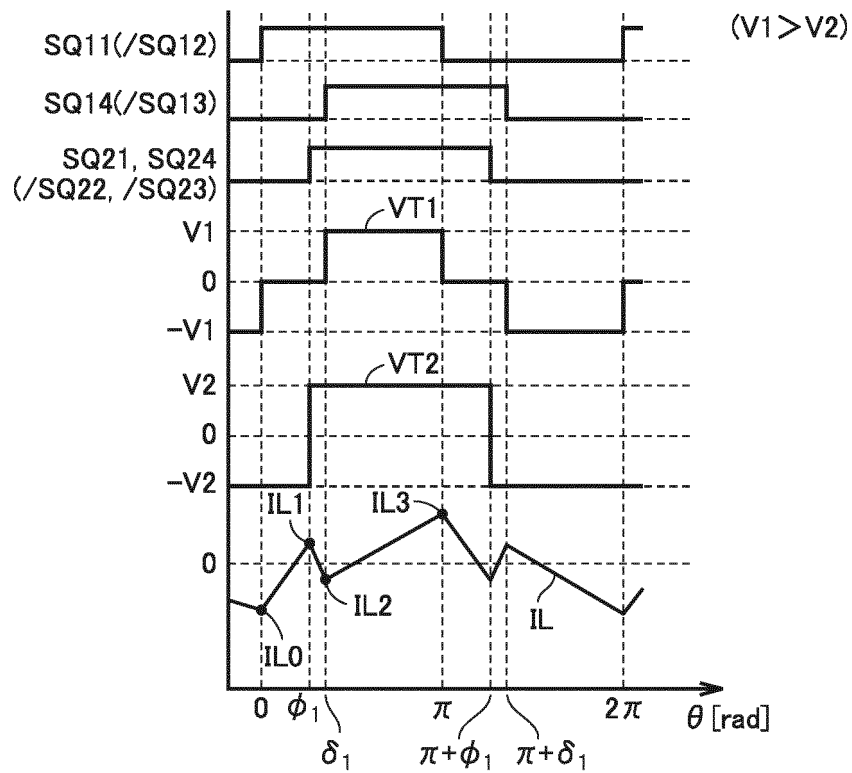 SQ11(/SQ12)
(V1>V2)
SQ14(/SQ13)
SQ21, SQ24
(/SQ22, /SQ23)
V1
VT1
0
-V1
V2
VT2
0
-V2
IL1
IL3
0
IL2
IL
IL0
0
ϕ1
π
2π
θ [rad]
δ1
π+ϕ1
π+δ1